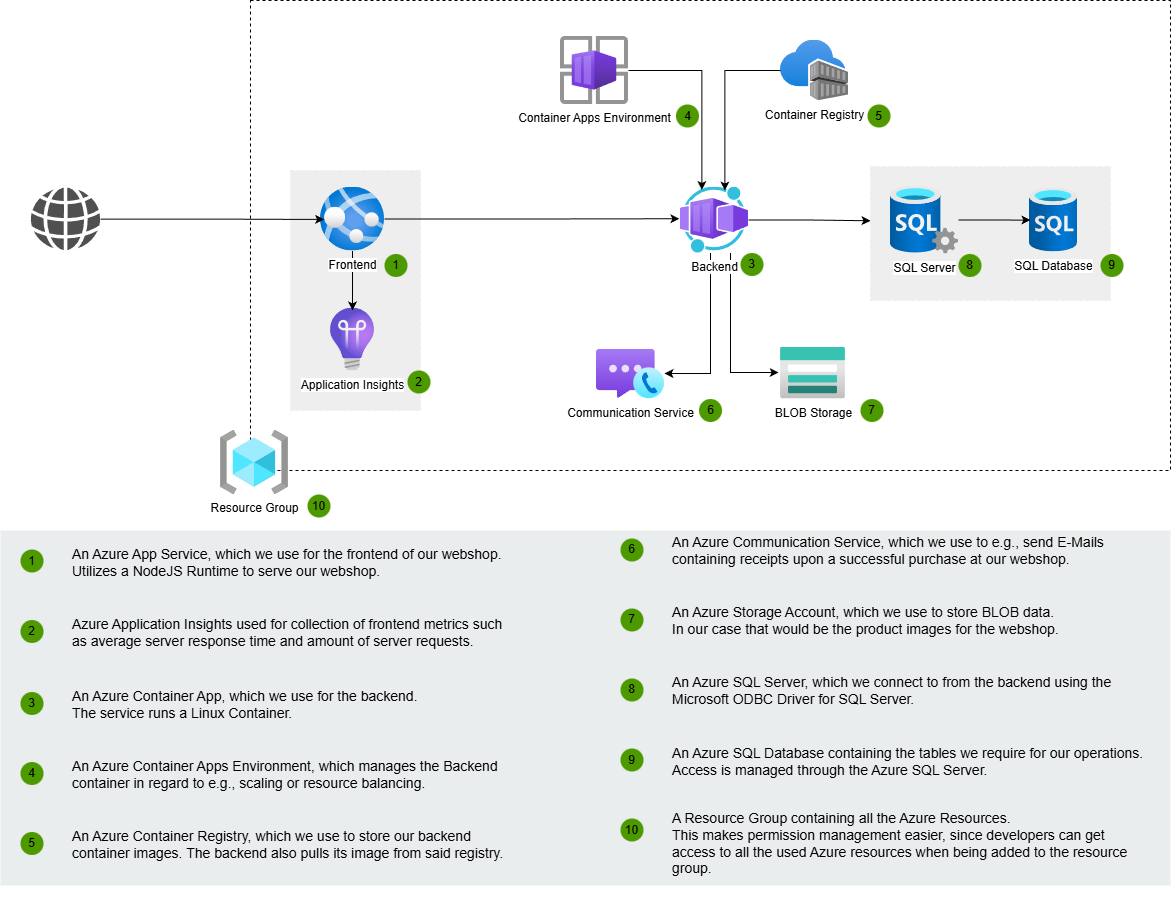 Container Apps Environment
4
Container Registry
5
SQL
SQL
Frontend
1
Backend
3
SQL Server
8
SQL Database
9
Application Insights
2
Communication Service
6
BLOB Storage
7
Resource Group
10
1
An Azure App Service, which we use for the frontend of our webshop.
Utilizes a NodeJS Runtime to serve our webshop.
2
Azure Application Insights used for collection of frontend metrics such
as average server response time and amount of server requests.
3
An Azure Container App, which we use for the backend.
The service runs a Linux Container.
4
An Azure Container Apps Environment, which manages the Backend
container in regard to e.g., scaling or resource balancing.
5
An Azure Container Registry, which we use to store our backend
container images. The backend also pulls its image from said registry.
6
An Azure Communication Service, which we use to e.g., send E-Mails
containing receipts upon a successful purchase at our webshop.
7
An Azure Storage Account, which we use to store BLOB data.
In our case that would be the product images for the webshop.
8
An Azure SQL Server, which we connect to from the backend using the
Microsoft ODBC Driver for SQL Server.
9
An Azure SQL Database containing the tables we require for our operations.
Access is managed through the Azure SQL Server.
10
A Resource Group containing all the Azure Resources.
This makes permission management easier, since developers can get
access to all the used Azure resources when being added to the resource
group.